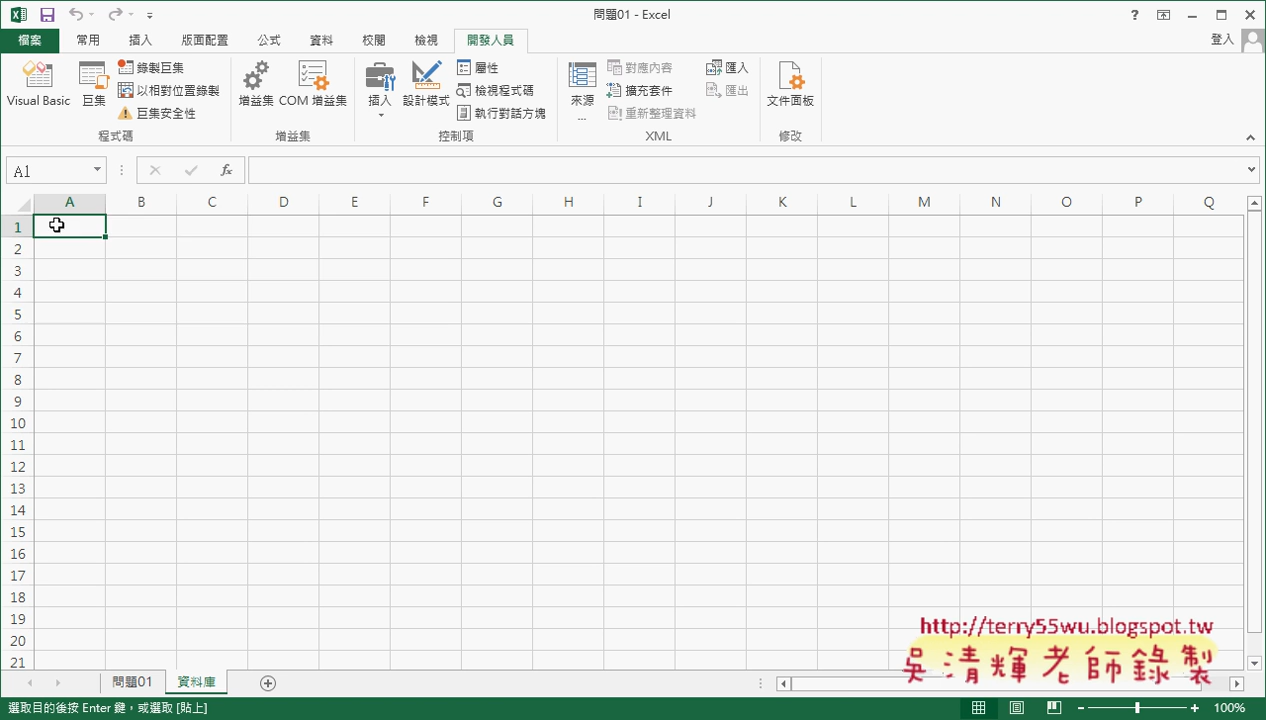 問題01 - Excel
檔案 常用 插入 版面配置 公式 資料 校閱 檢視 開發人員 登入
Visual Basic 巨集 錄製巨集 以相對位置錄製 巨集安全性 程式碼
增益集 COM 增益集 增益集
插入 設計模式 屬性 檢視程式碼 執行對話方塊 控制項
來源 ... 對應內容 擴充套件 重新整理資料 匯入 匯出 XML
文件面板 修改
A1 fx
A B C D E F G H I J K L M N O P Q
1
2
3
4
5
6
7
8
9
10
11
12
13
14
15
16
17
18
19
20
21
http://terry55wu.blogspot.tw
吳清輝老師錄製
問題01 資料庫
選取目的後按 Enter 鍵，或選取 [貼上] 100%